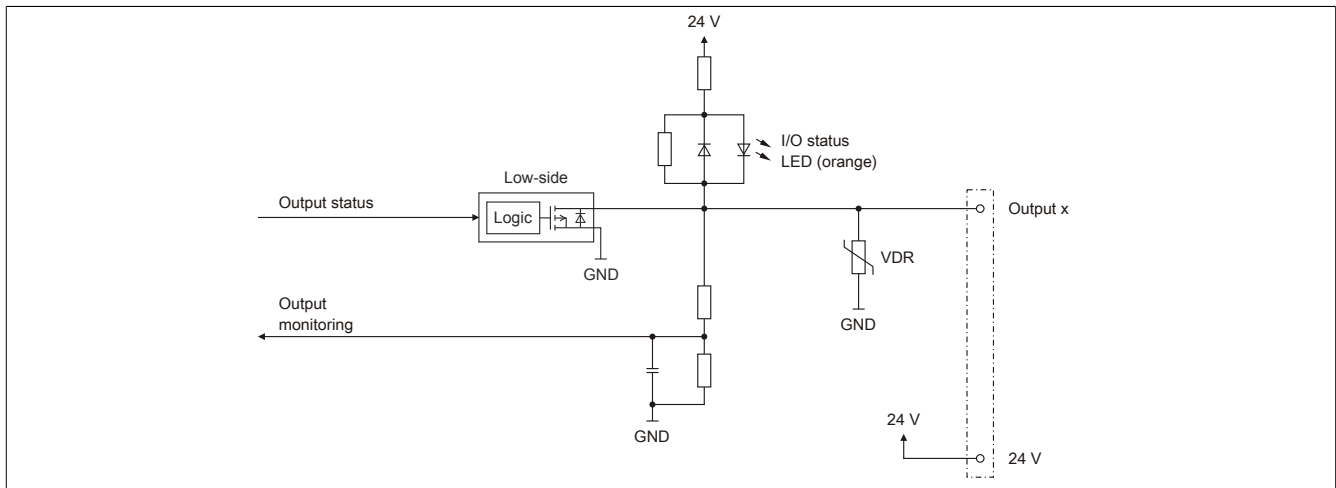 24 V
I/O status
LED (orange)
Low-side
Output status
Logic
Output x
GND
VDR
Output
monitoring
GND
GND
24 V
24 V